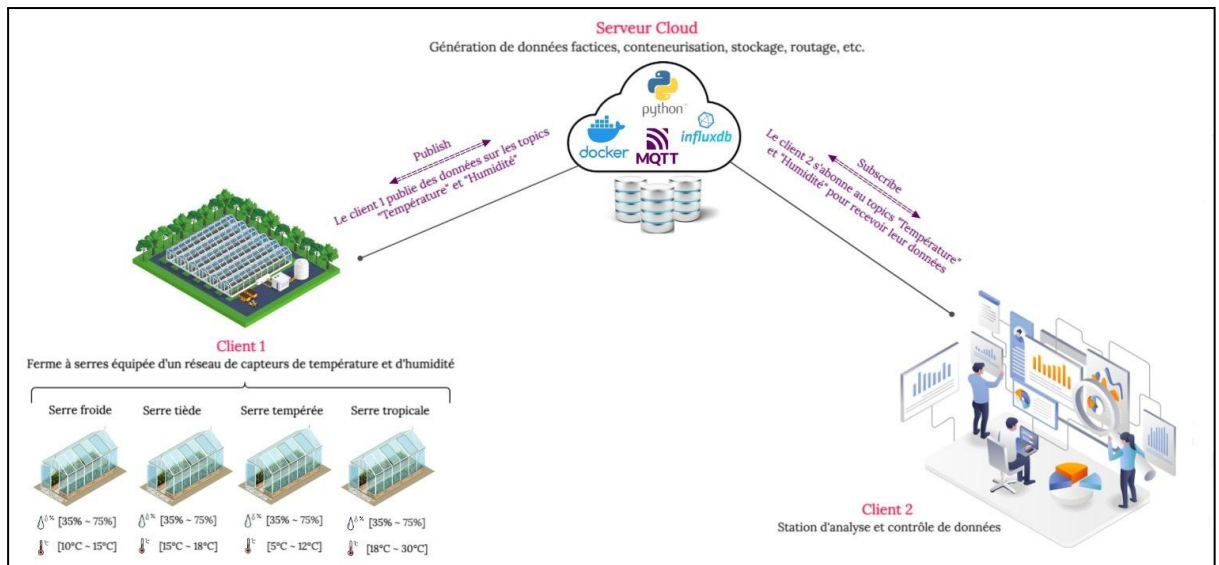 Serveur Cloud
Génération de données factices, conteneurisation, stockage, routage, etc.
python
docker
MQTT
influxdb
Publish
Le client 1 publie des données sur les topics
"Température" et "Humidité"
Subscribe
Le client 2 s'abonne au topics "Température"
et "Humidité" pour recevoir leur données
Client 1
Ferme à serres équipée d'un réseau de capteurs de température et d'humidité
Serre froide Serre tiède Serre tempérée Serre tropicale
% [35% ~ 75%] % [35% ~ 75%] % [35% ~ 75%] % [35% ~ 75%]
°C [10°C ~ 15°C] °C [15°C ~ 18°C] °C [5°C ~ 12°C] °C [18°C ~ 30°C]
Client 2
Station d'analyse et contrôle de données